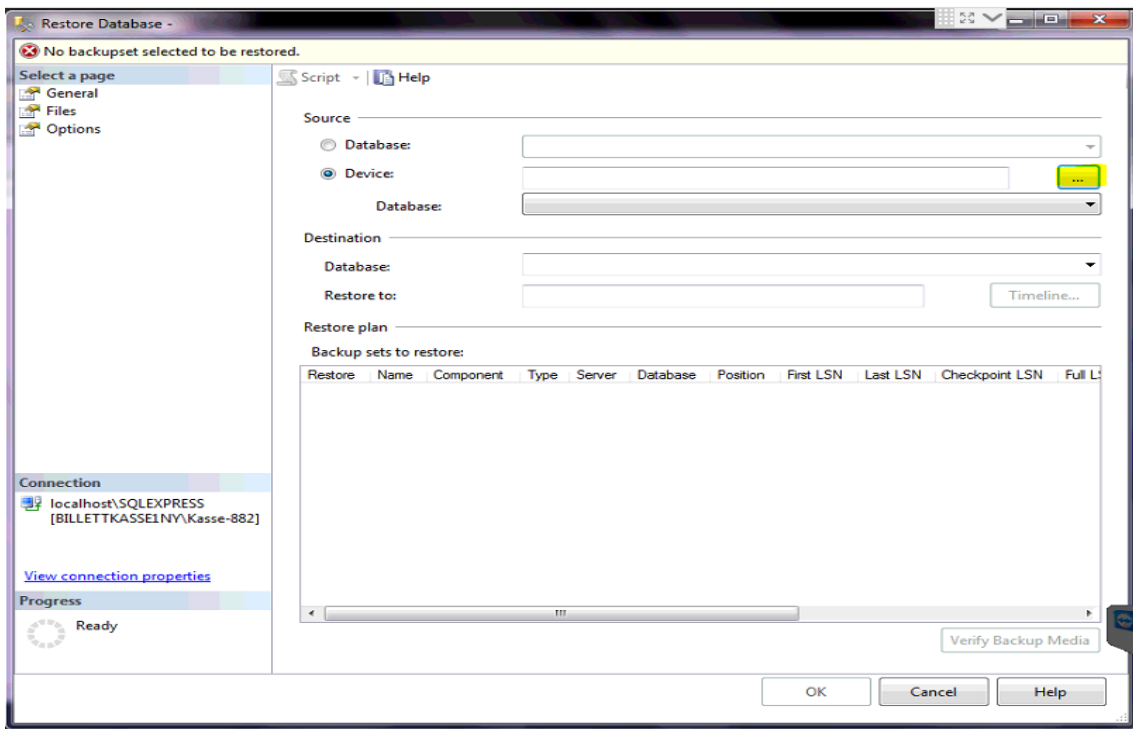 Restore Database -
No backupset selected to be restored.
Select a page
General
Files
Options
Script
Help
Source
Database:
Device:
...
Database:
Destination
Database:
Restore to:
Timeline...
Restore plan
Backup sets to restore:
Restore Name Component Type Server Database Position First LSN Last LSN Checkpoint LSN Full LS
Connection
localhost\SQLEXPRESS
[BILLETTKASSE1NY\Kasse-882]
View connection properties
Progress
Ready
Verify Backup Media
OK
Cancel
Help